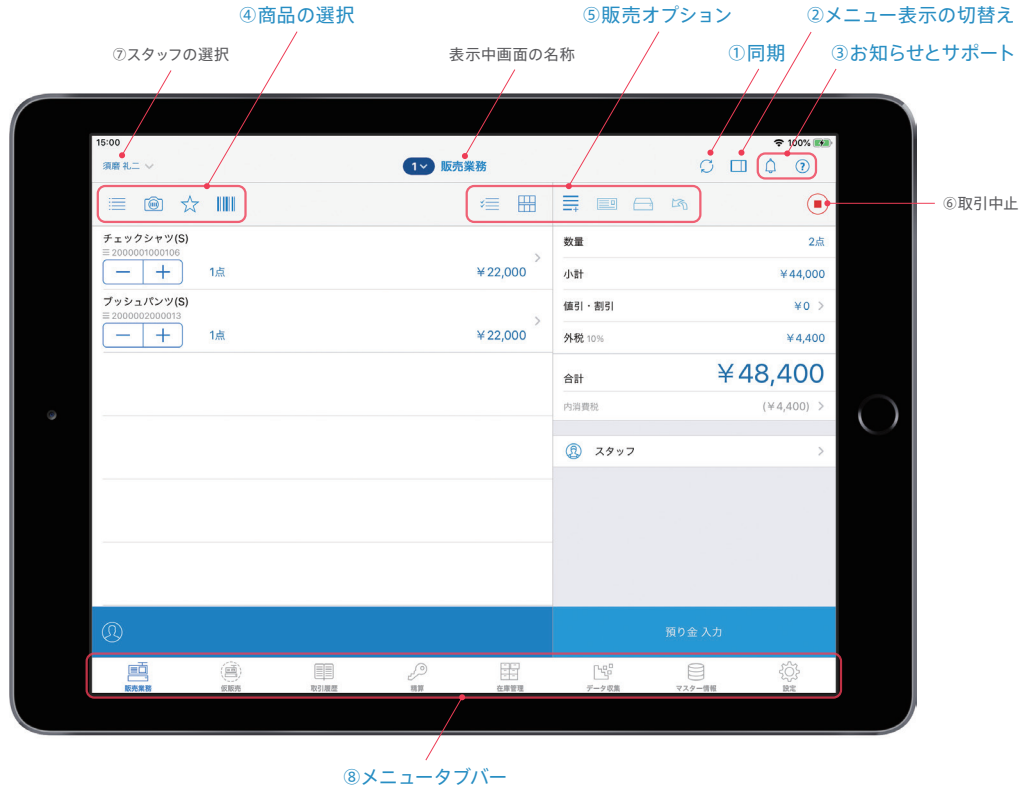 ④商品の選択
⑤販売オプション
②メニュー表示の切替え
⑦スタッフの選択
表示中画面の名称
①同期
③お知らせとサポート
15:00
100%
須磨 礼二
1
販売業務
⑥取引中止
チェックシャツ(S)
2000001000106
1点
¥22,000
プッシュパンツ(S)
2000002000013
1点
¥22,000
数量 2点
小計 ¥44,000
値引・割引 ¥0
外税 10% ¥4,400
合計 ¥48,400
内消費税 (¥4,400)
スタッフ
預り金 入力
販売業務
仮販売
取引履歴
精算
在庫管理
データ収集
マスター情報
設定
⑧メニュータブバー